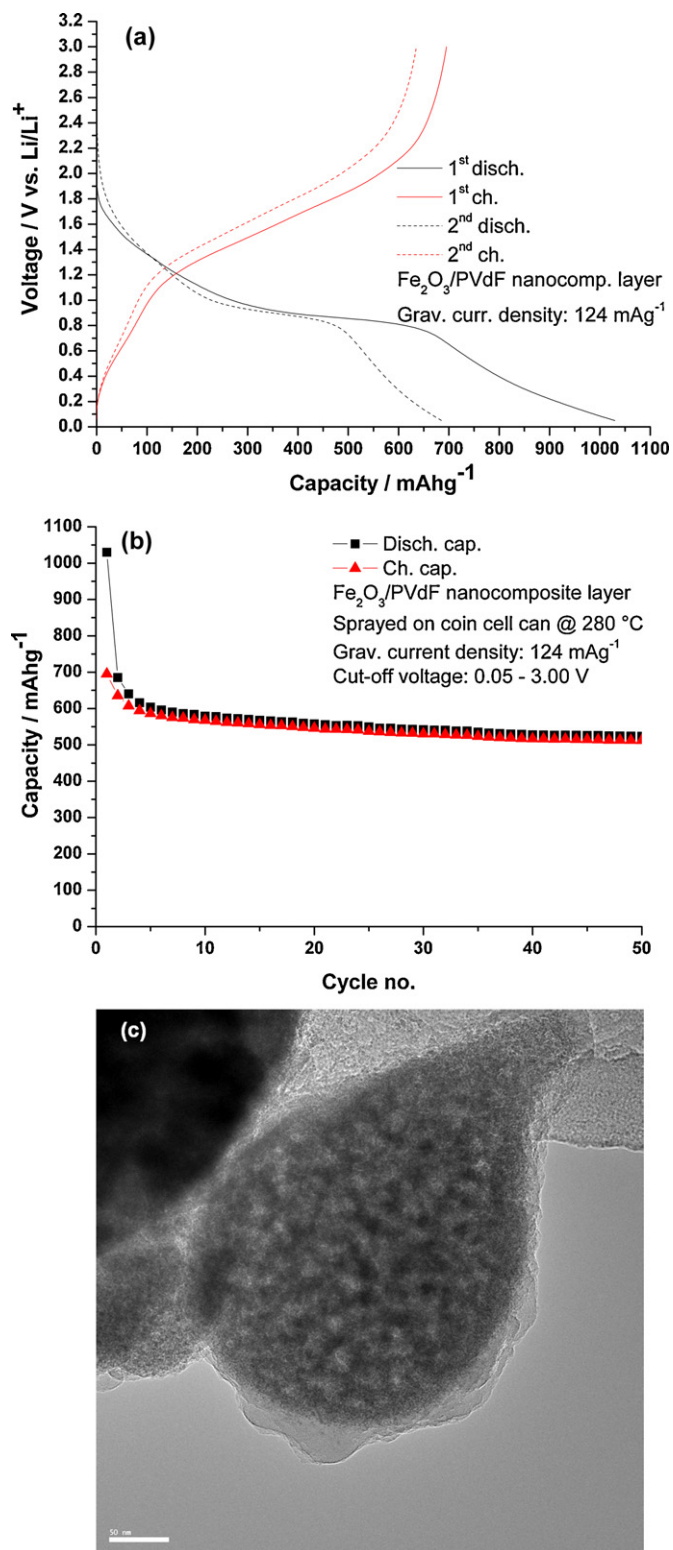 (a)
3.0
2.8
2.6
2.4
2.2
2.0
1.8
1.6
1.4
1.2
1.0
0.8
0.6
0.4
0.2
0.0
Voltage / V vs. Li/Li⁺
1ˢᵗ disch.
1ˢᵗ ch.
2ⁿᵈ disch.
2ⁿᵈ ch.
Fe₂O₃/PVdF nanocomp. layer
Grav. curr. density: 124 mAg⁻¹
0 100 200 300 400 500 600 700 800 900 1000 1100
Capacity / mAhg⁻¹
(b)
1100
1000
900
800
700
600
500
400
300
200
100
0
Capacity / mAhg⁻¹
Disch. cap.
Ch. cap.
Fe₂O₃/PVdF nanocomposite layer
Sprayed on coin cell can @ 280 °C
Grav. current density: 124 mAg⁻¹
Cut-off voltage: 0.05 - 3.00 V
0 10 20 30 40 50
Cycle no.
(c)
50 nm